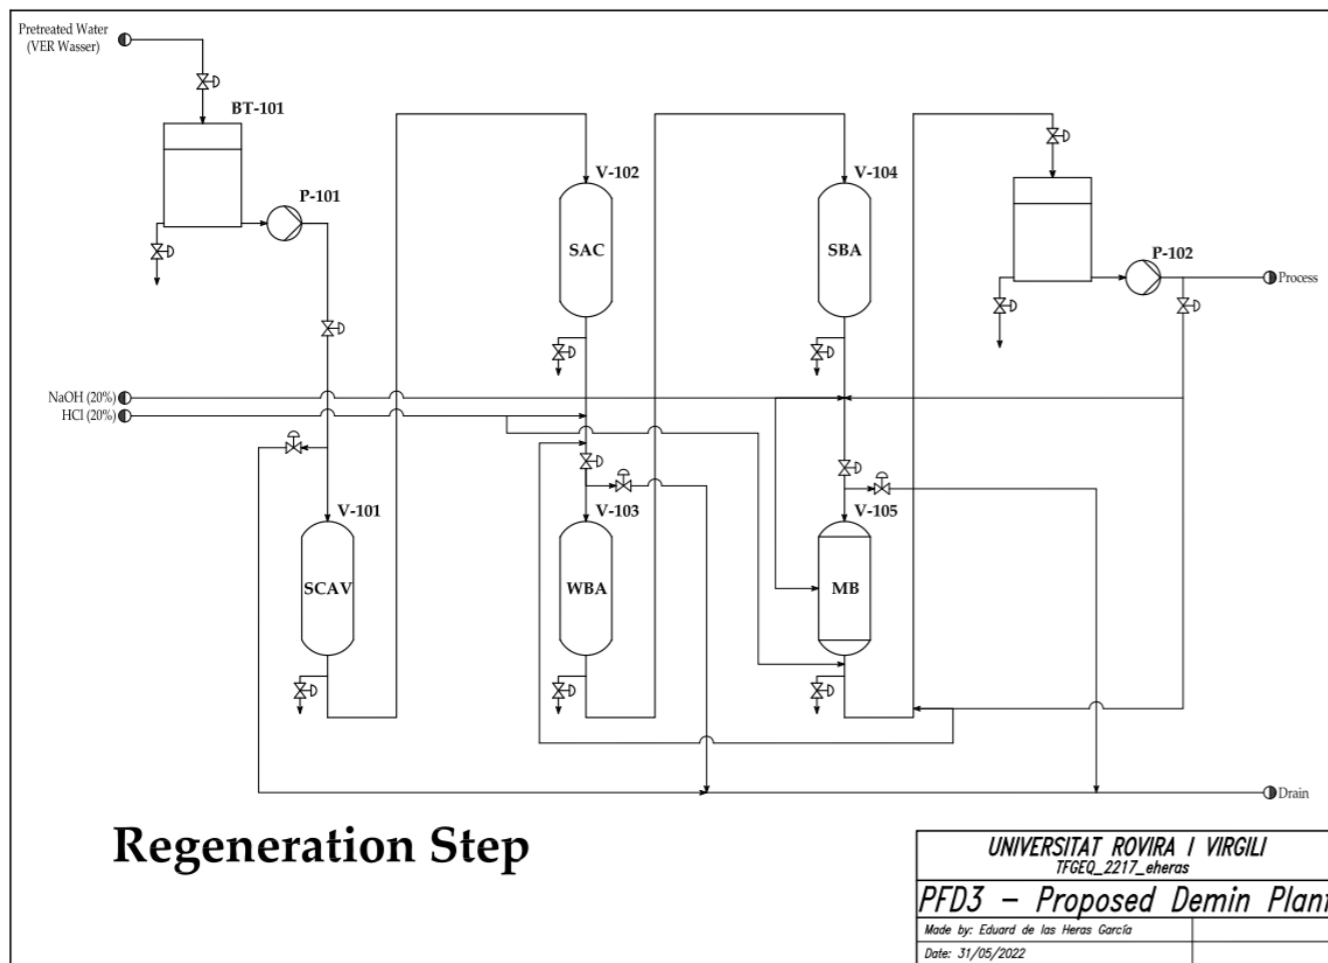 Pretreated Water
(VER Wasser)
BT-101
P-101
V-102
SAC
V-104
SBA
P-102
Process
NaOH (20%)
HCl (20%)
V-101
SCAV
V-103
WBA
V-105
MB
Drain
Regeneration Step
UNIVERSITAT ROVIRA I VIRGILI
TFGEQ_2217_eheras
PFD3 - Proposed Demin Plant
Made by: Eduard de las Heras García
Date: 31/05/2022